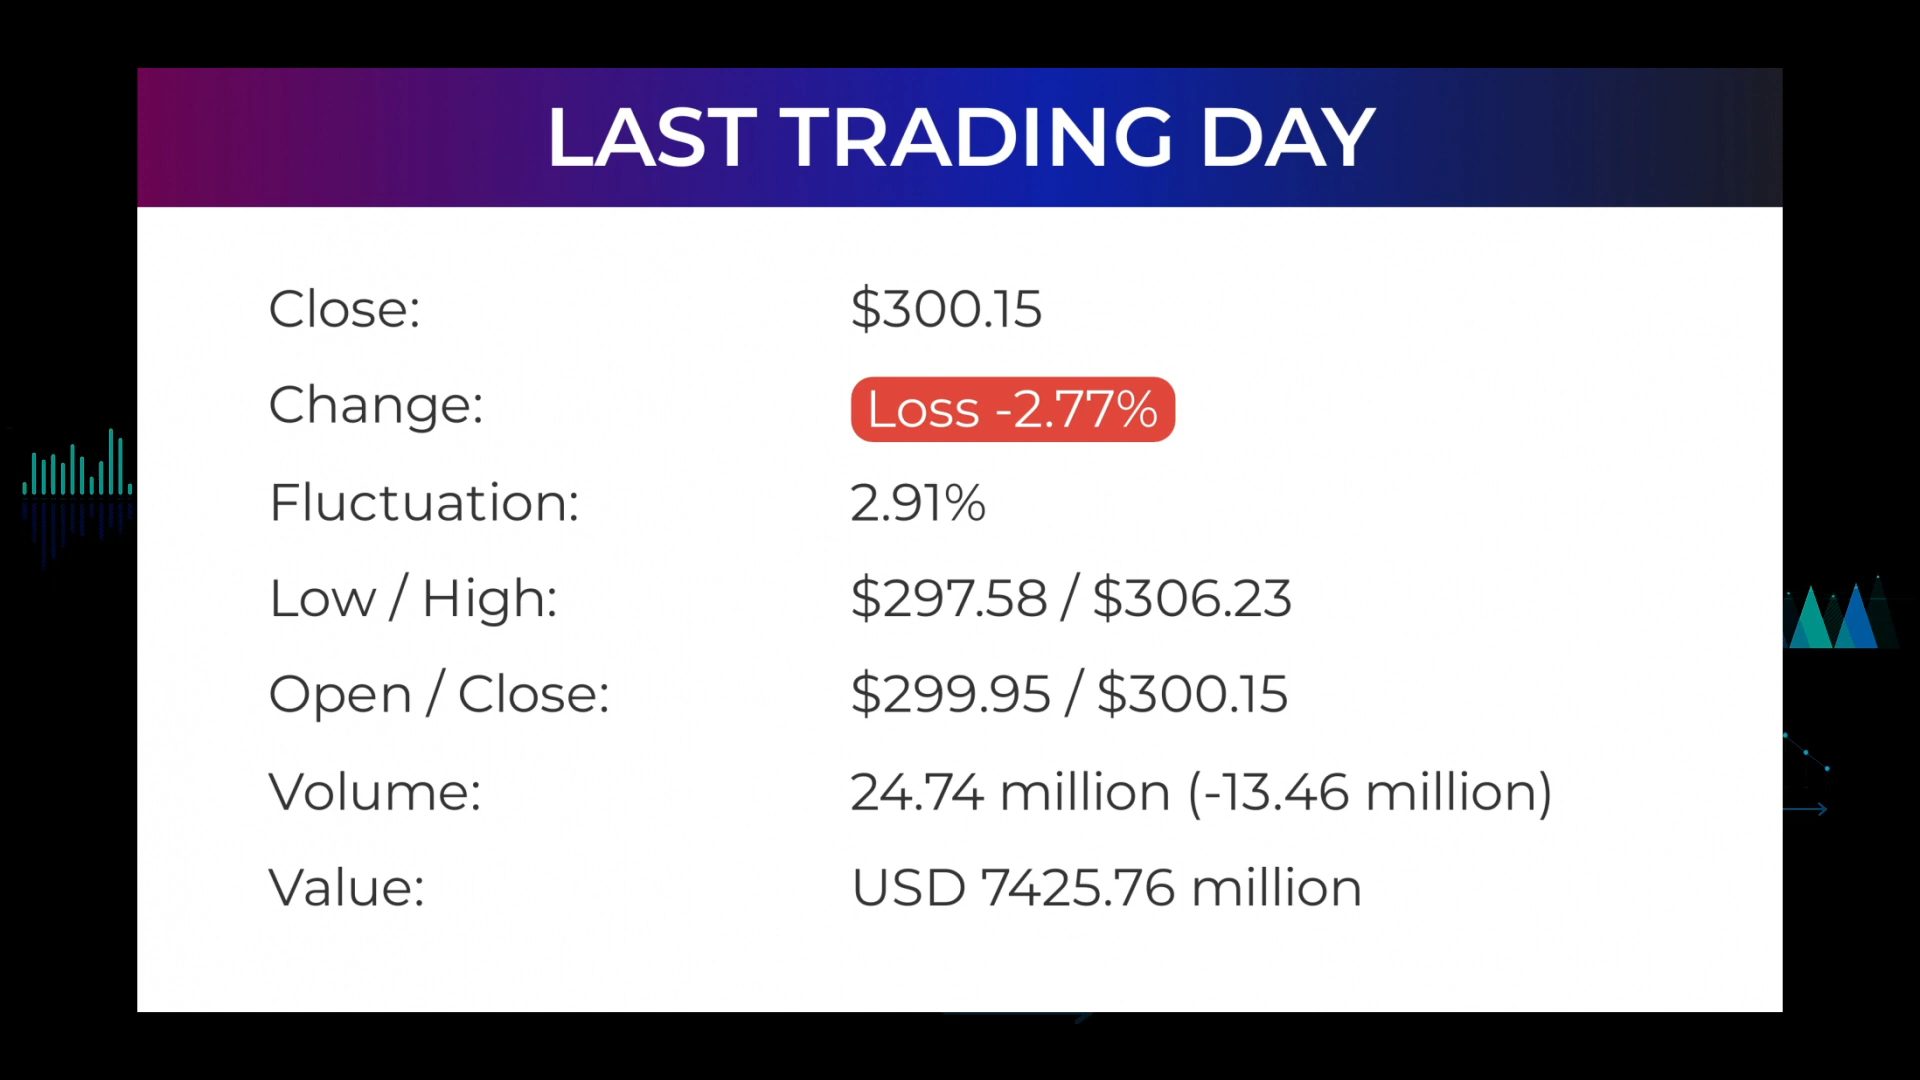 LAST TRADING DAY
Close: $300.15
Change: Loss -2.77%
Fluctuation: 2.91%
Low / High: $297.58 / $306.23
Open / Close: $299.95 / $300.15
Volume: 24.74 million (-13.46 million)
Value: USD 7425.76 million